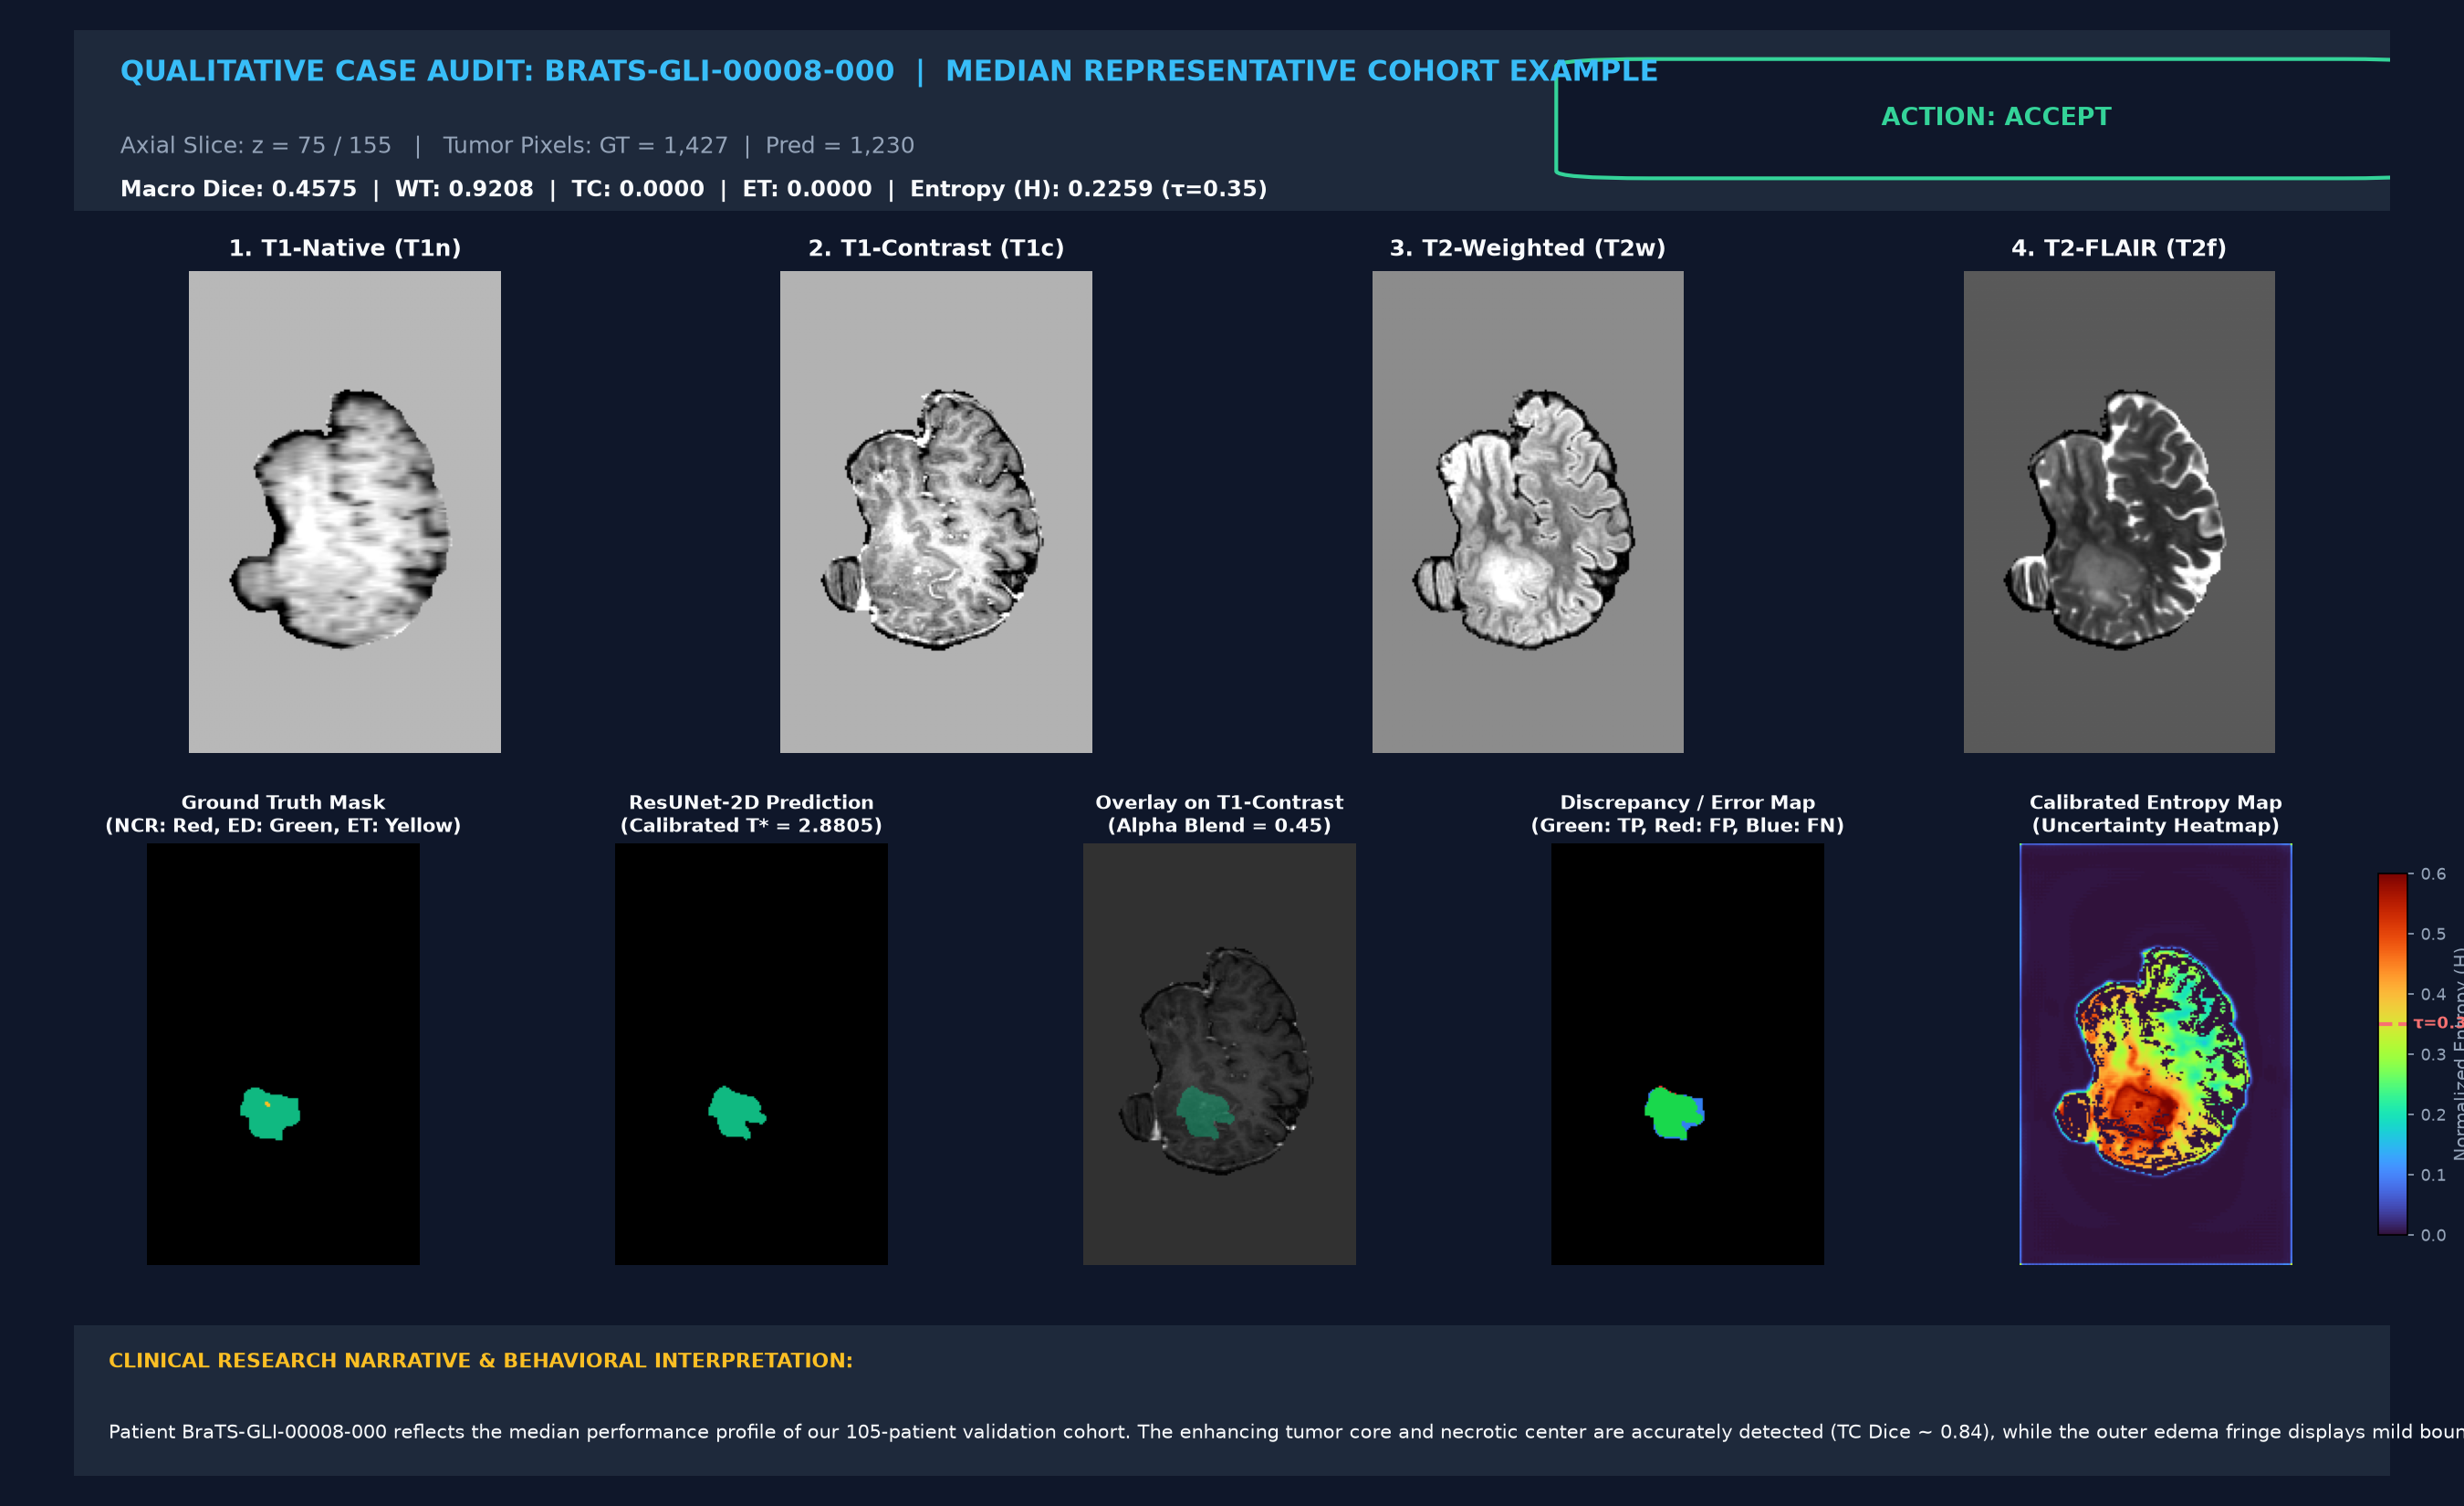 QUALITATIVE CASE AUDIT: BRATS-GLI-00008-000 | MEDIAN REPRESENTATIVE COHORT EXAMPLE
ACTION: ACCEPT
Axial Slice: z = 75 / 155 | Tumor Pixels: GT = 1,427 | Pred = 1,230
Macro Dice: 0.4575 | WT: 0.9208 | TC: 0.0000 | ET: 0.0000 | Entropy (H): 0.2259 (τ=0.35)
1. T1-Native (T1n)
2. T1-Contrast (T1c)
3. T2-Weighted (T2w)
4. T2-FLAIR (T2f)
Ground Truth Mask
(NCR: Red, ED: Green, ET: Yellow)
ResUNet-2D Prediction
(Calibrated T* = 2.8805)
Overlay on T1-Contrast
(Alpha Blend = 0.45)
Discrepancy / Error Map
(Green: TP, Red: FP, Blue: FN)
Calibrated Entropy Map
(Uncertainty Heatmap)
0.6
0.5
0.4
τ=0.3
0.3
0.2
0.1
0.0
Normalized Entropy (H)
CLINICAL RESEARCH NARRATIVE & BEHAVIORAL INTERPRETATION:
Patient BraTS-GLI-00008-000 reflects the median performance profile of our 105-patient validation cohort. The enhancing tumor core and necrotic center are accurately detected (TC Dice ~ 0.84), while the outer edema fringe displays mild boun